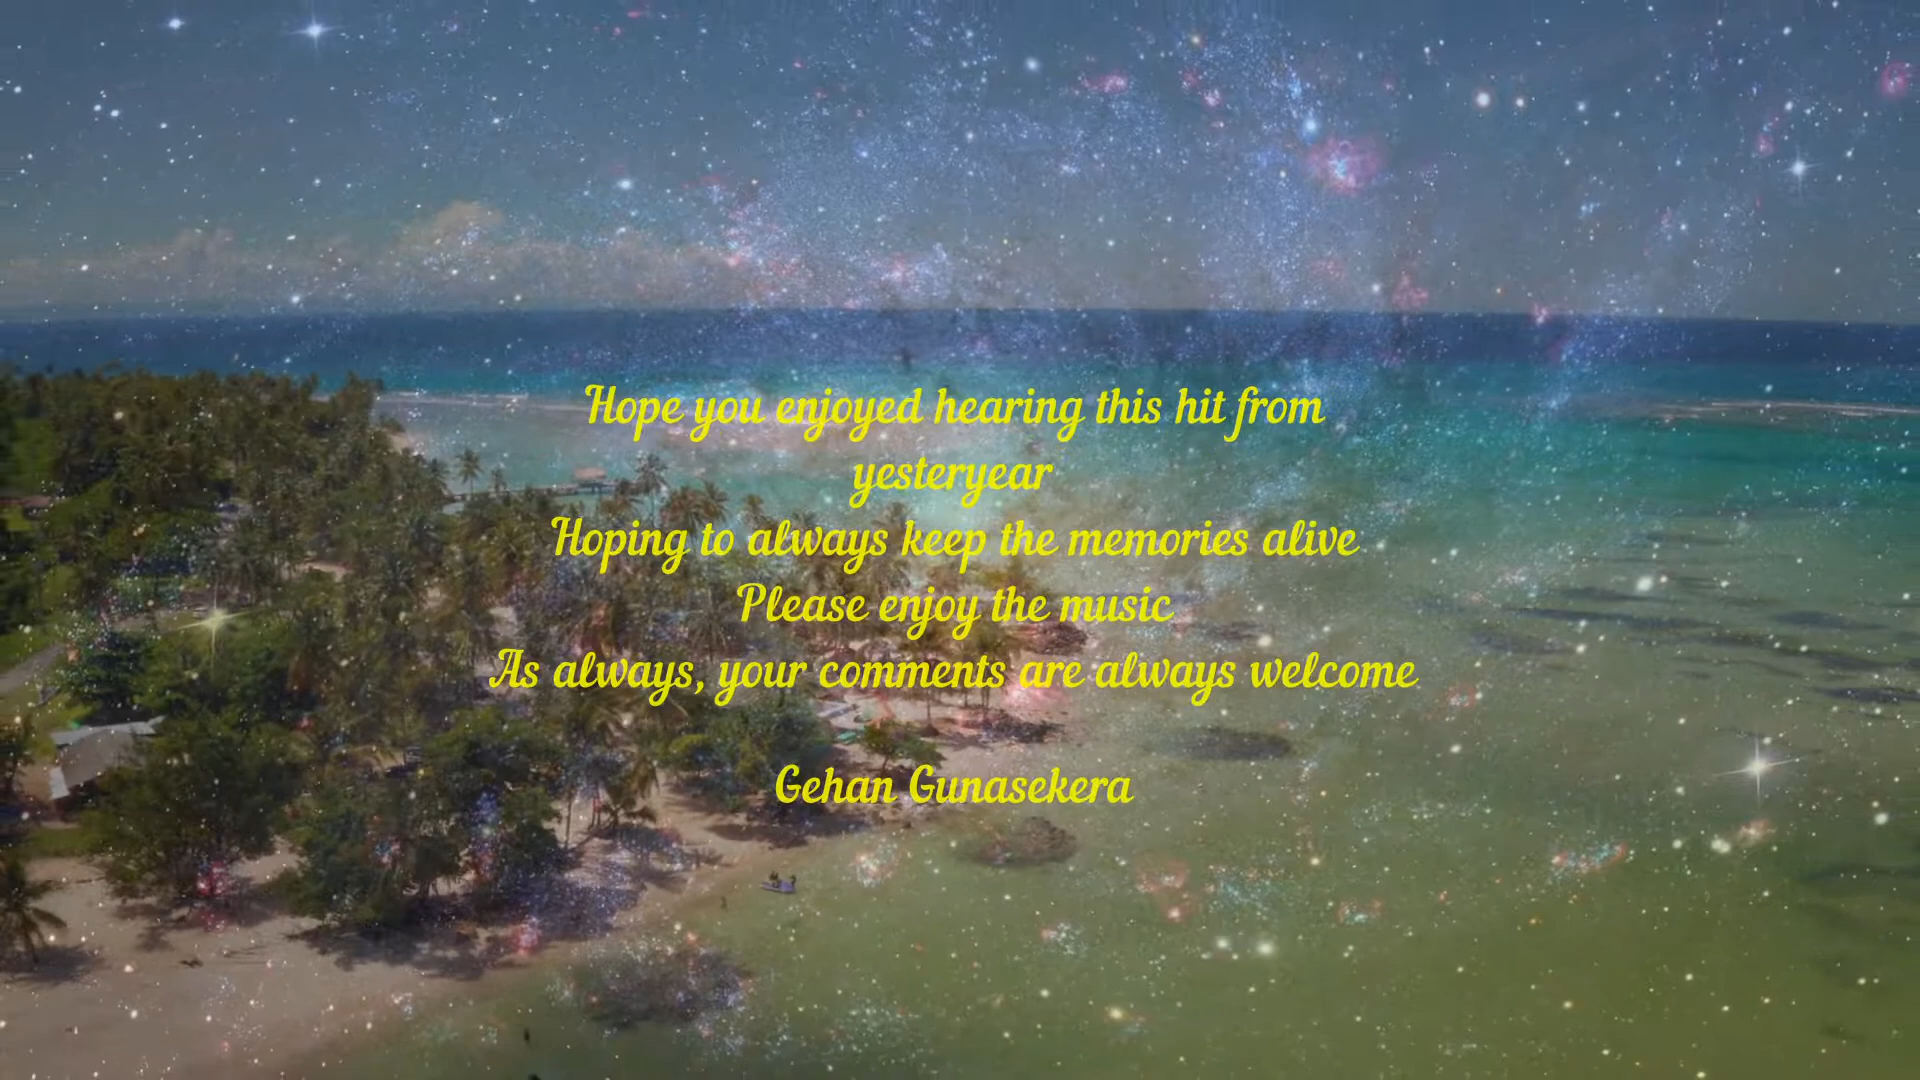 Hope you enjoyed hearing this hit from
yesteryear
Hoping to always keep the memories alive
Please enjoy the music
As always, your comments are always welcome
Gehan Gunasekera